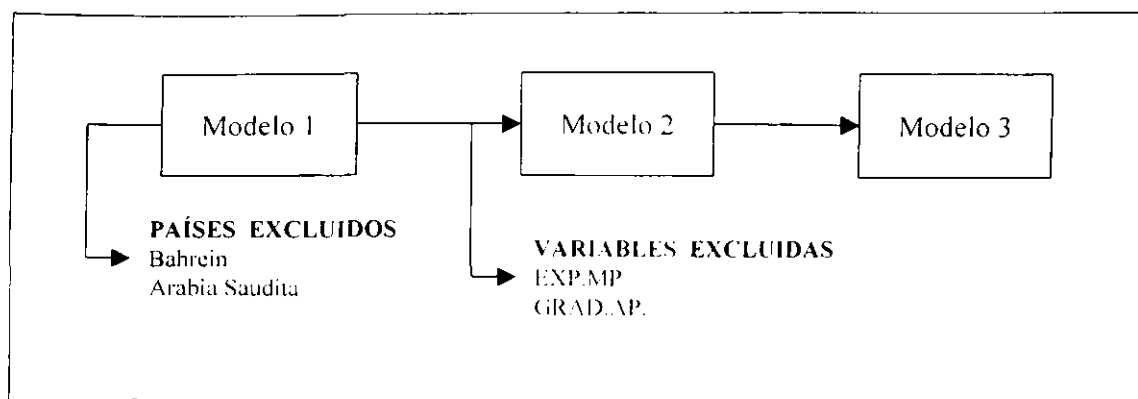 Modelo 1
Modelo 2
Modelo 3
PAÍSES EXCLUIDOS
Bahrein
Arabia Saudita
VARIABLES EXCLUIDAS
EXP.MP
GRAD.AP.